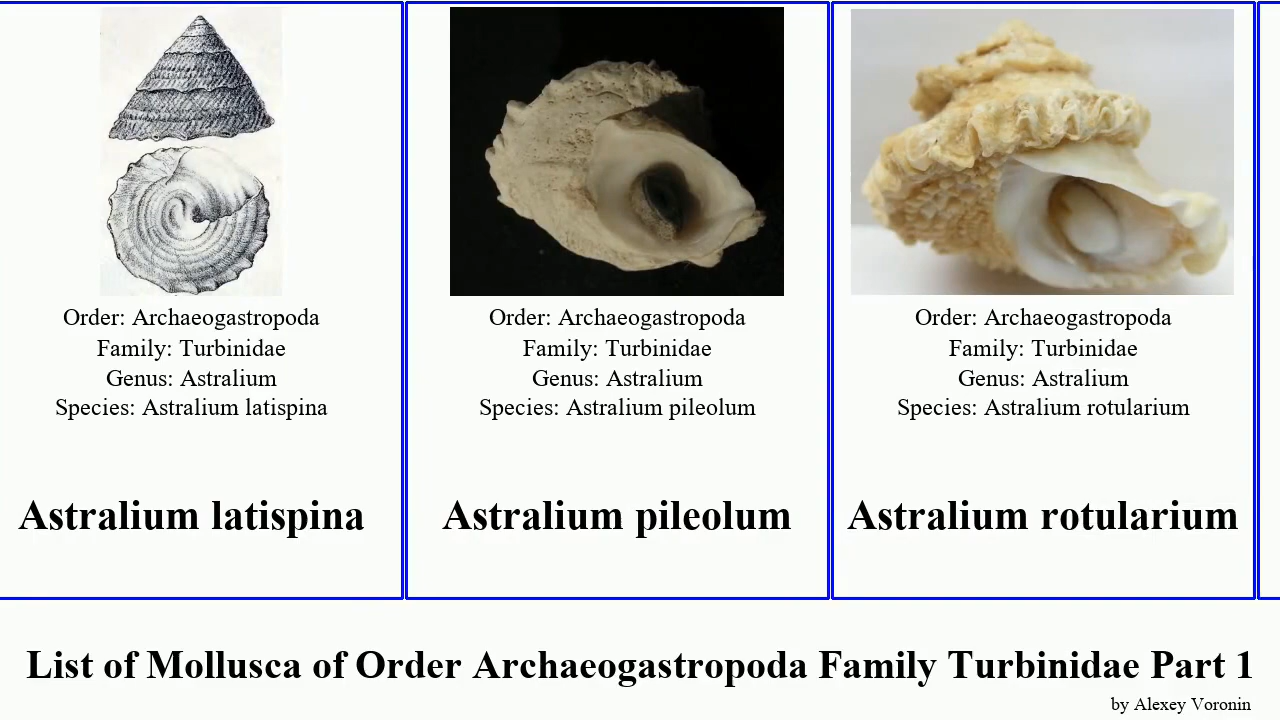 Order: Archaeogastropoda
Family: Turbinidae
Genus: Astralium
Species: Astralium latispina
Astralium latispina
Order: Archaeogastropoda
Family: Turbinidae
Genus: Astralium
Species: Astralium pileolum
Astralium pileolum
Order: Archaeogastropoda
Family: Turbinidae
Genus: Astralium
Species: Astralium rotularium
Astralium rotularium
List of Mollusca of Order Archaeogastropoda Family Turbinidae Part 1
by Alexey Voronin